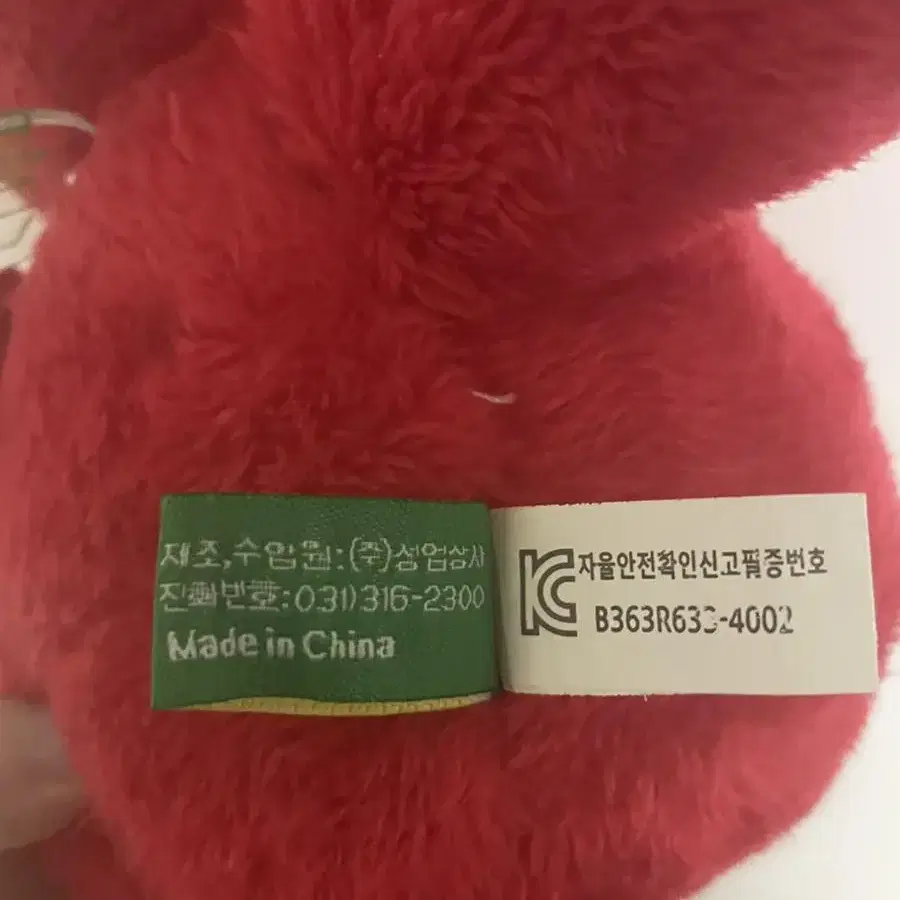 제조,수입원:(주)섬업상사
전화번호:031)316-2300
Made in China
KC 자율안전확인신고필증번호
B363R633-4002